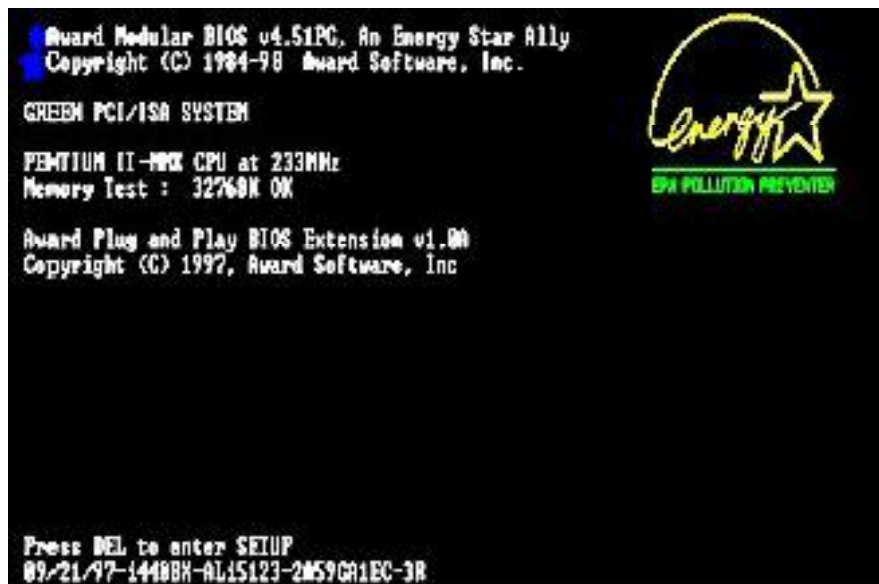 Award Modular BIOS v4.51PG, An Energy Star Ally
Copyright (C) 1984-98 Award Software, Inc.
GREEN PCI/ISA SYSTEM
energy
EPA POLLUTION PREVENTER
PENTIUM II-MMX CPU at 233MHz
Memory Test : 32768K OK
Award Plug and Play BIOS Extension v1.0A
Copyright (C) 1997, Award Software, Inc
Press DEL to enter SETUP
09/21/97-i440BX-ALi5123-2A59GA1EC-3R